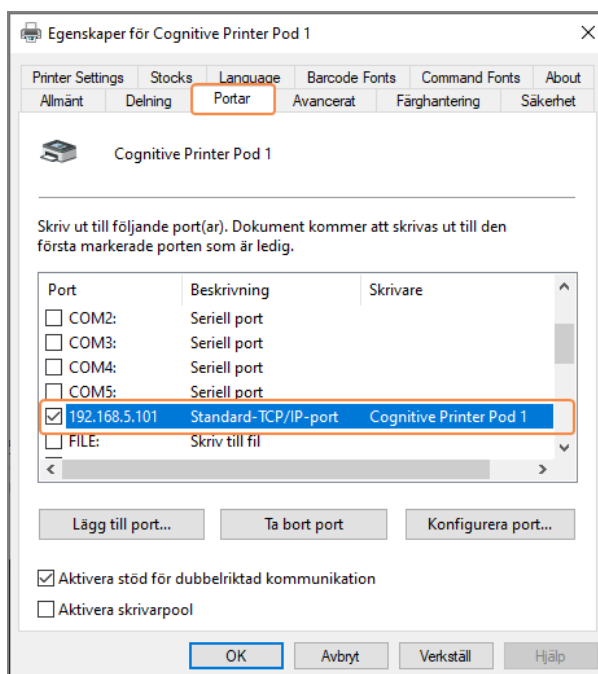 Egenskaper för Cognitive Printer Pod 1
Printer Settings Stocks Language Barcode Fonts Command Fonts About
Allmänt Delning Portar Avancerat Färghantering Säkerhet
Cognitive Printer Pod 1
Skriv ut till följande port(ar). Dokument kommer att skrivas ut till den
första markerade porten som är ledig.
Port Beskrivning Skrivare
COM2: Seriell port
COM3: Seriell port
COM4: Seriell port
COM5: Seriell port
192.168.5.101 Standard-TCP/IP-port Cognitive Printer Pod 1
FILE: Skriv till fil
Lägg till port... Ta bort port Konfigurera port...
Aktivera stöd för dubbelriktad kommunikation
Aktivera skrivarpool
OK Avbryt Verkställ Hjälp